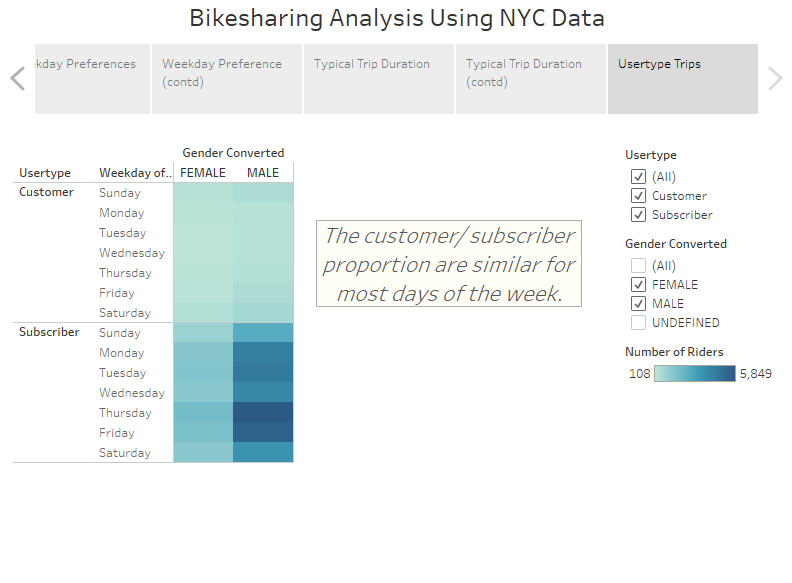 Bikesharing Analysis Using NYC Data
kday Preferences
Weekday Preference
(contd)
Typical Trip Duration
Typical Trip Duration
(contd)
Usertype Trips
Gender Converted
Usertype Weekday of.. FEMALE MALE
Customer Sunday
Monday
Tuesday
Wednesday
Thursday
Friday
Saturday
Subscriber Sunday
Monday
Tuesday
Wednesday
Thursday
Friday
Saturday
The customer/ subscriber
proportion are similar for
most days of the week.
Usertype
(All)
Customer
Subscriber
Gender Converted
(All)
FEMALE
MALE
UNDEFINED
Number of Riders
108 5,849